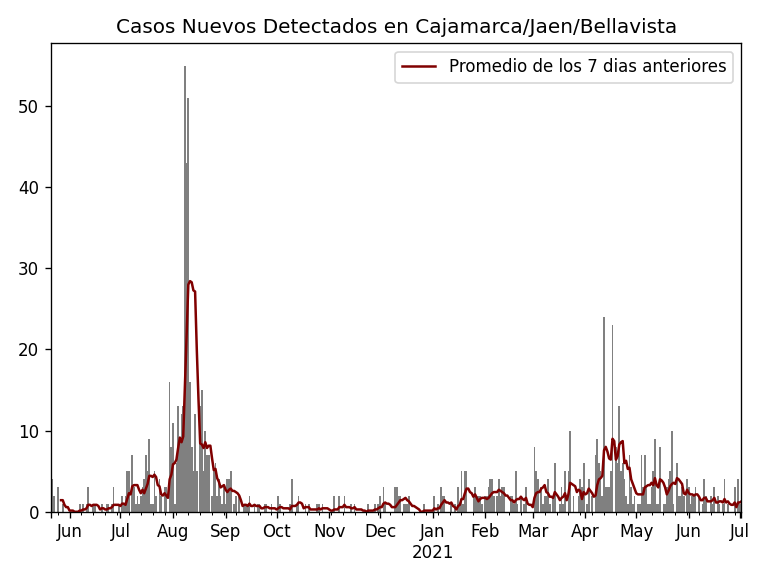 Casos Nuevos Detectados en Cajamarca/Jaen/Bellavista
Promedio de los 7 dias anteriores
50
40
30
20
10
0
Jun Jul Aug Sep Oct Nov Dec Jan Feb Mar Apr May Jun Jul
2021